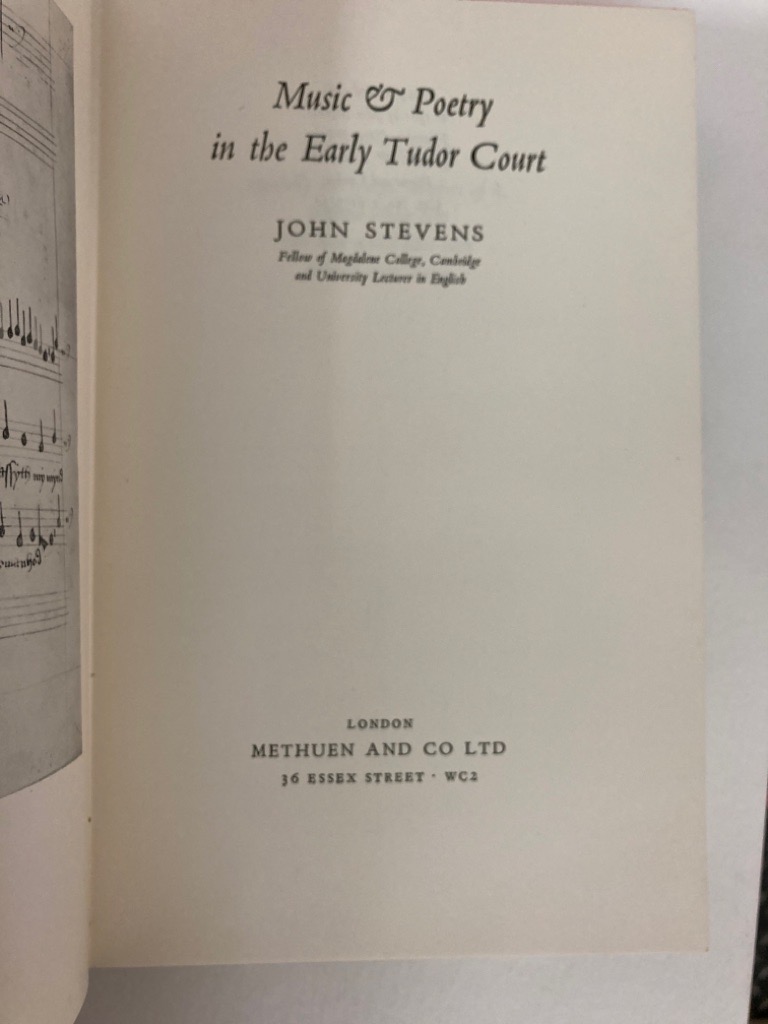 Music & Poetry
in the Early Tudor Court
JOHN STEVENS
Fellow of Magdalene College, Cambridge
and University Lecturer in English
LONDON
METHUEN AND CO LTD
36 ESSEX STREET · WC2